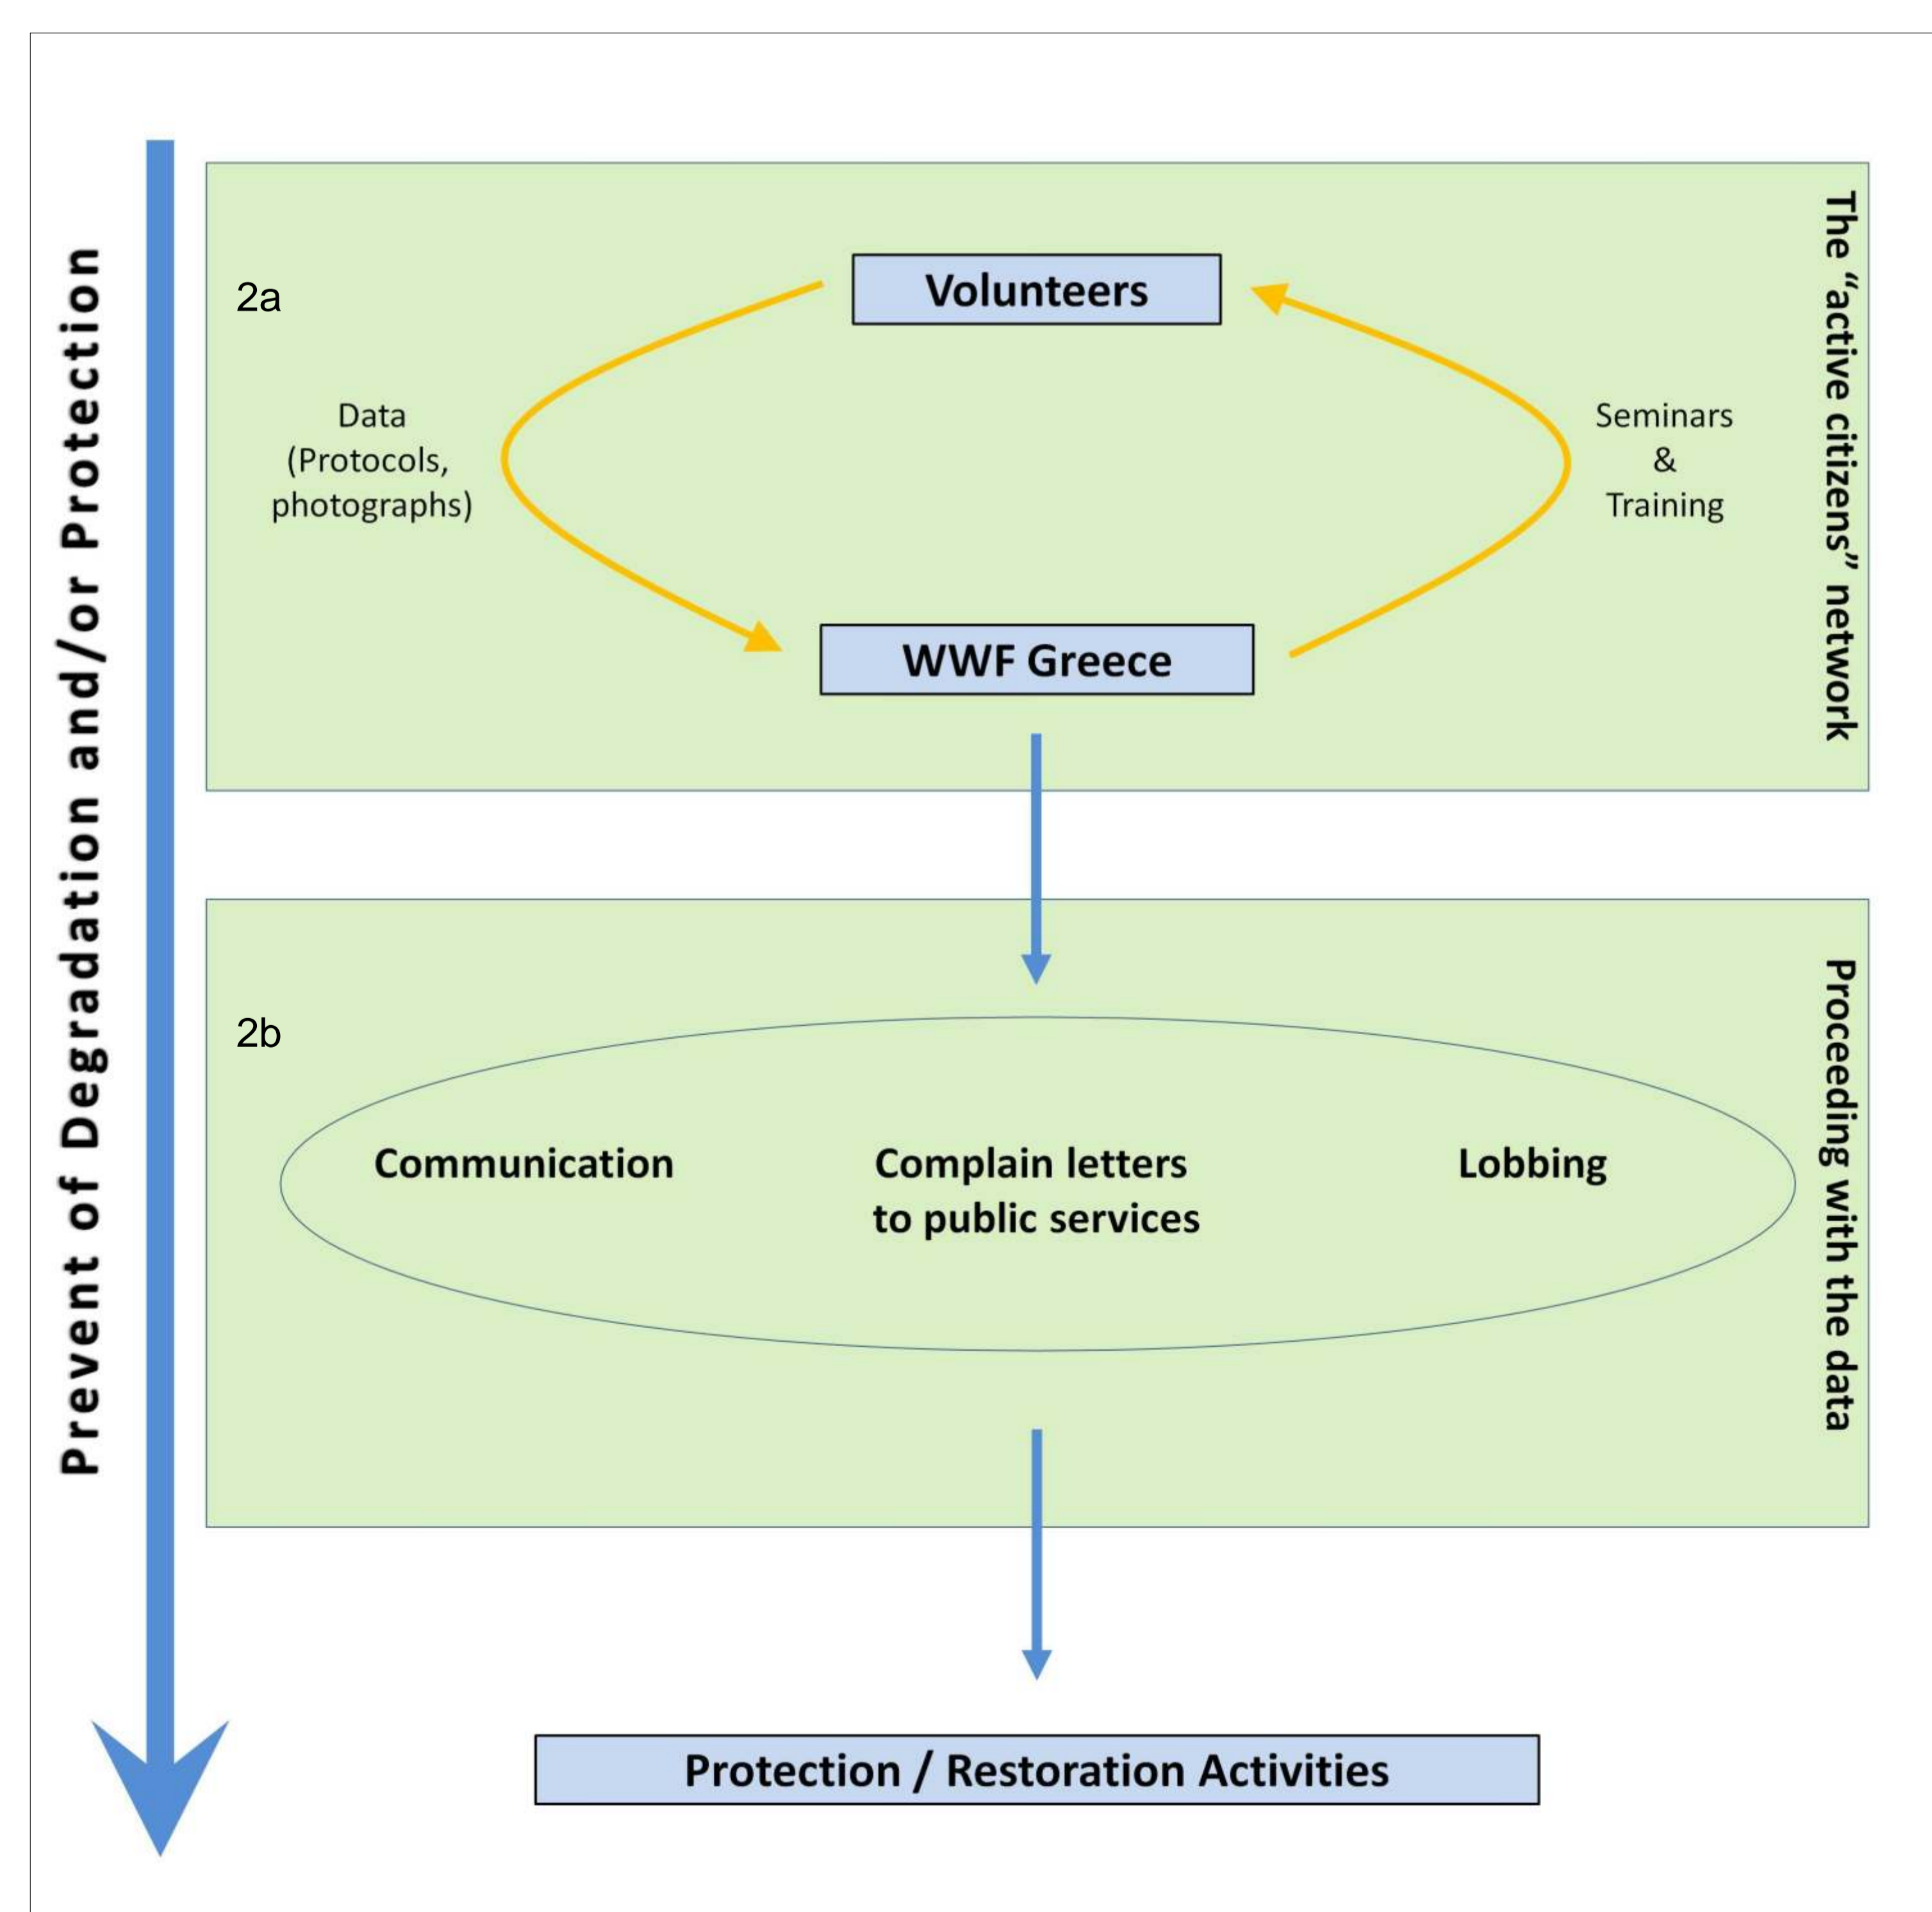 Prevent of Degradation and/or Protection
The “active citizens” network
2a
Volunteers
Data
(Protocols,
photographs)
Seminars
&
Training
WWF Greece
Proceeding with the data
2b
Communication
Complain letters
to public services
Lobbing
Protection / Restoration Activities